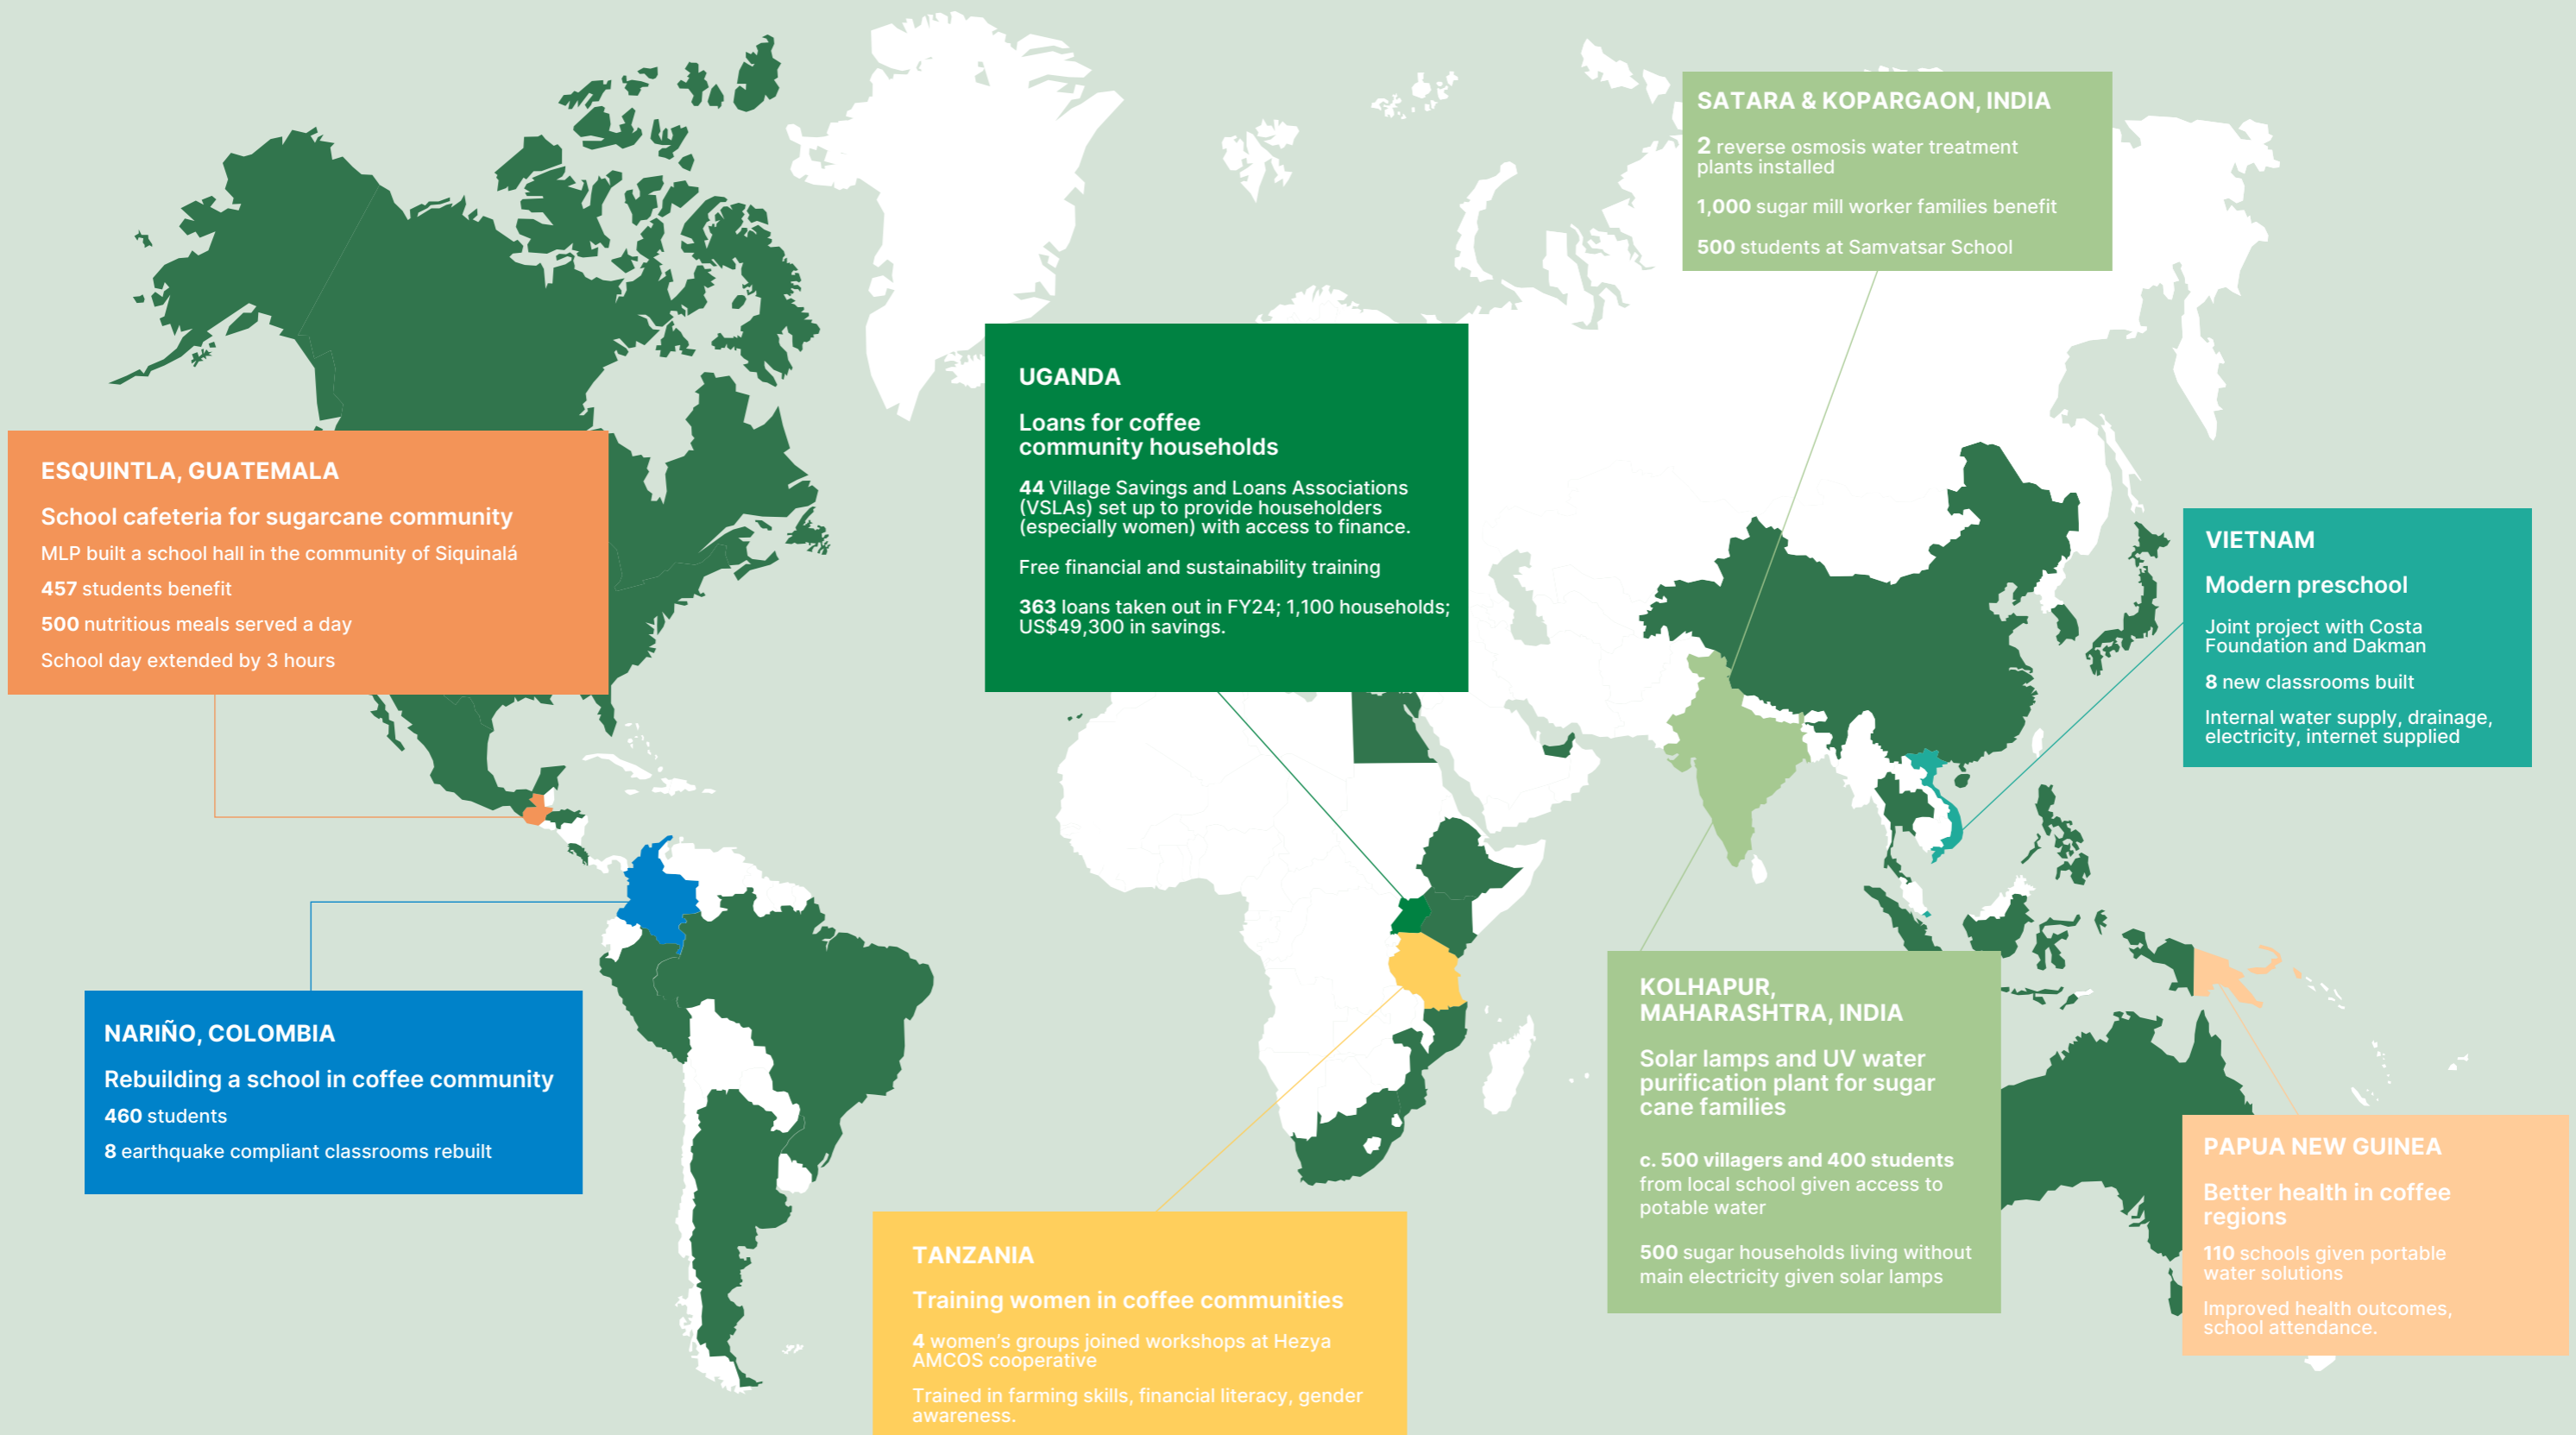 SATARA & KOPARGAON, INDIA
2 reverse osmosis water treatment
plants installed
1,000 sugar mill worker families benefit
500 students at Samvatsar School
UGANDA
Loans for coffee
community households
44 Village Savings and Loans Associations
(VSLAs) set up to provide householders
(especially women) with access to finance.
Free financial and sustainability training
363 loans taken out in FY24; 1,100 households;
US$49,300 in savings.
ESQUINTLA, GUATEMALA
School cafeteria for sugarcane community
MLP built a school hall in the community of Siquinalá
457 students benefit
500 nutritious meals served a day
School day extended by 3 hours
VIETNAM
Modern preschool
Joint project with Costa
Foundation and Dakman
8 new classrooms built
Internal water supply, drainage,
electricity, internet supplied
NARIÑO, COLOMBIA
Rebuilding a school in coffee community
460 students
8 earthquake compliant classrooms rebuilt
KOLHAPUR,
MAHARASHTRA, INDIA
Solar lamps and UV water
purification plant for sugar
cane families
c. 500 villagers and 400 students
from local school given access to
potable water
500 sugar households living without
main electricity given solar lamps
PAPUA NEW GUINEA
Better health in coffee
regions
110 schools given portable
water solutions
Improved health outcomes,
school attendance.
TANZANIA
Training women in coffee communities
4 women's groups joined workshops at Hezya
AMCOS cooperative
Trained in farming skills, financial literacy, gender
awareness.